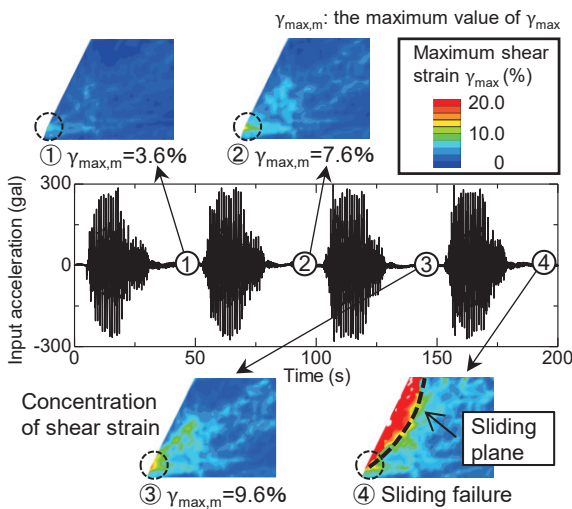 γmax,m: the maximum value of γmax
Maximum shear
strain γmax (%)
20.0
10.0
0
① γmax,m=3.6%
② γmax,m=7.6%
Input acceleration (gal)
300
0
-300
① ② ③ ④
0 50 100 150 200
Time (s)
Concentration
of shear strain
Sliding
plane
③ γmax,m=9.6%
④ Sliding failure